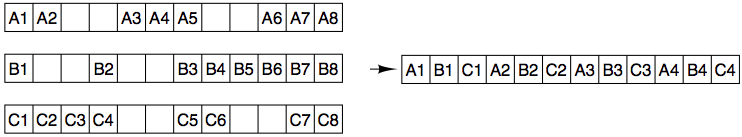 A1 A2 A3 A4 A5 A6 A7 A8
B1 B2 B3 B4 B5 B6 B7 B8
A1 B1 C1 A2 B2 C2 A3 B3 C3 A4 B4 C4
C1 C2 C3 C4 C5 C6 C7 C8